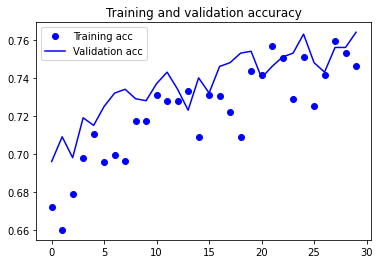 Training and validation accuracy
Training acc
Validation acc
0.76
0.74
0.72
0.70
0.68
0.66
0 5 10 15 20 25 30